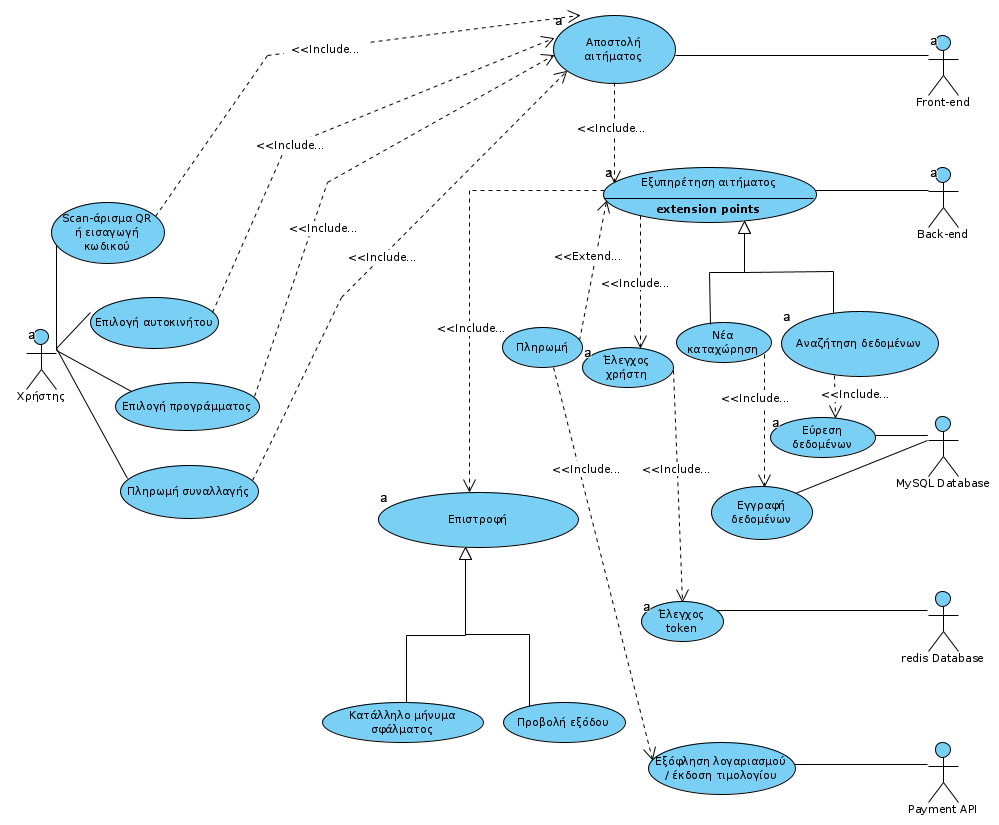 a
<<Include...
Αποστολή
αιτήματος
a
Front-end
<<Include...
<<Include...
a
Εξυπηρέτηση αιτήματος
extension points
a
Back-end
Scan-άρισμα QR
ή εισαγωγή
κωδικού
<<Include...
<<Include...
<<Extend...
<<Include...
a
Χρήστης
Επιλογή αυτοκινήτου
<<Include...
Πληρωμή
a
Έλεγχος
χρήστη
Νέα
καταχώρηση
a
Αναζήτηση δεδομένων
Επιλογή προγράμματος
<<Include...
<<Include...
a
Εύρεση
δεδομένων
MySQL Database
Πληρωμή συναλλαγής
<<Include...
<<Include...
Εγγραφή
δεδομένων
a
Επιστροφή
a
Έλεγχος
token
redis Database
Κατάλληλο μήνυμα
σφάλματος
Προβολή εξόδου
Εξόφληση λογαριασμού
/ έκδοση τιμολογίου
Payment API